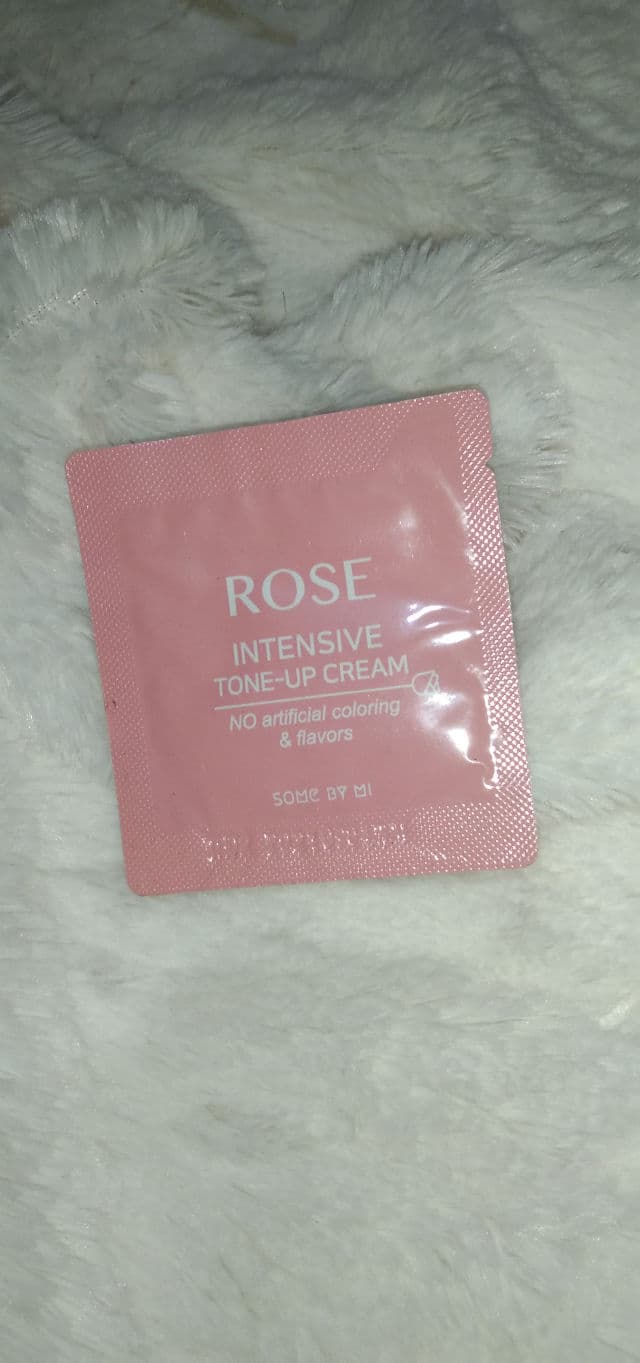 ROSE
INTENSIVE
TONE-UP CREAM
NO artificial coloring
& flavors
SOME BY MI